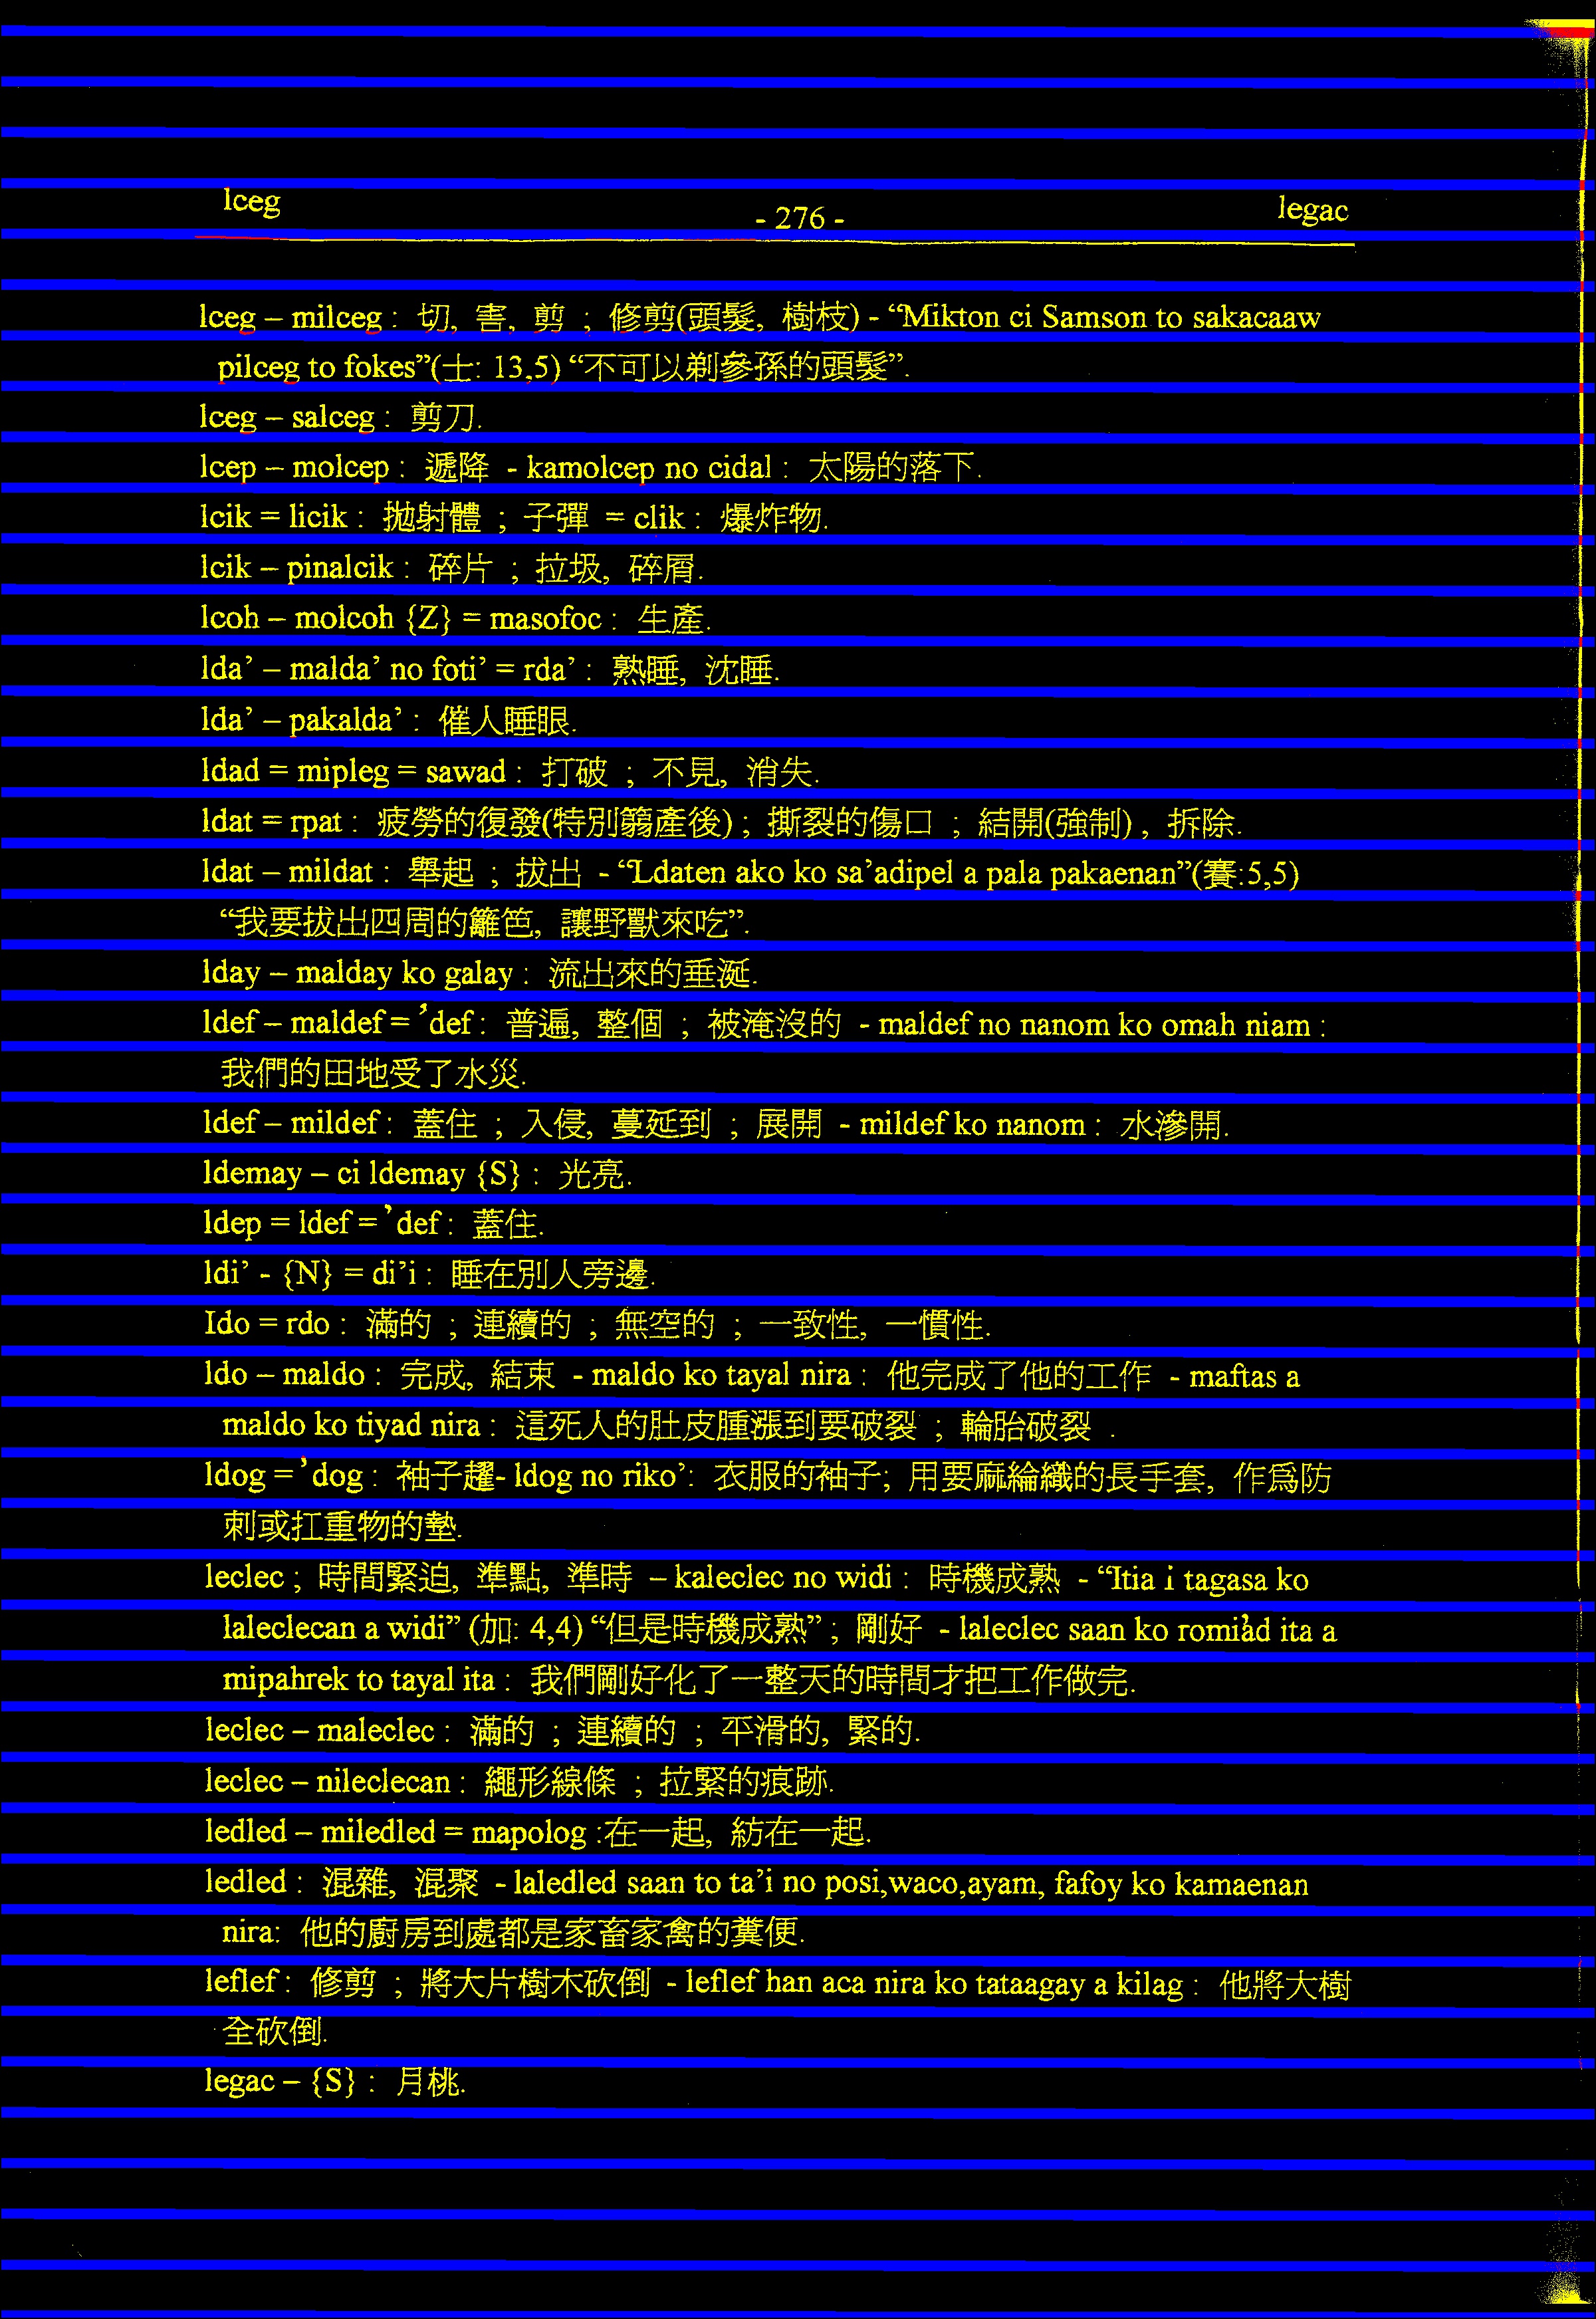 lceg - 276 - legac
lceg – milceg : 切, 害, 剪 ; 修剪(頭髮, 樹枝) - “Mikton ci Samson to sakacaaw
pilceg to fokes”(士: 13,5) “不可以剃參孫的頭髮”.
lceg – salceg : 剪刀.
lcep – molcep : 遞降 - kamolcep no cidal : 太陽的落下.
lcik = licik : 拋射體 ; 子彈 = clik : 爆炸物.
lcik – pinalcik : 碎片 ; 拉圾, 碎屑.
lcoh – molcoh {Z} = masofoc : 生產.
lda’ – malda’ no foti’ = rda’ : 熟睡, 沈睡.
lda’ – pakalda’ : 催人睡眠.
ldad = mipleg = sawad : 打破 ; 不見, 消失.
ldat = rpat : 疲勞的復發(特別篛產後) ; 撕裂的傷口 ; 結開(強制) , 拆除.
ldat – mildat : 舉起 ; 拔出 - “Ldaten ako ko sa’adipel a pala pakaenan”(賽:5,5)
“我要拔出四周的籬笆, 讓野獸來吃”.
lday – malday ko galay : 流出來的垂涎.
ldef – maldef = ’def : 普遍, 整個 ; 被淹沒的 - maldef no nanom ko omah niam :
我們的田地受了水災.
ldef – mildef : 蓋住 ; 入侵, 蔓延到 ; 展開 - mildef ko nanom : 水滲開.
ldemay – ci ldemay {S} : 光亮.
ldep = ldef = ’def : 蓋住.
ldi’ - {N} = di’i : 睡在別人旁邊.
Ido = rdo : 滿的 ; 連續的 ; 無空的 ; 一致性, 一慣性.
ldo – maldo : 完成, 結束 - maldo ko tayal nira : 他完成了他的工作 - maftas a
maldo ko tiyad nira : 這死人的肚皮腫漲到要破裂 ; 輪胎破裂 .
ldog = ’dog : 袖子 - ldog no riko’: 衣服的袖子; 用要麻綸織的長手套, 作為防
刺或扛重物的墊.
leclec ; 時間緊迫, 準點, 準時 – kaleclec no widi : 時機成熟 - “Itia i tagasa ko
laleclecan a widi” (加: 4,4) “但是時機成熟” ; 剛好 - laleclec saan ko romi’ad ita a
mipahrek to tayal ita : 我們剛好化了一整天的時間才把工作做完.
leclec – maleclec : 滿的 ; 連續的 ; 平滑的, 緊的.
leclec – nileclecan : 繩形線條 ; 拉緊的痕跡.
ledled – miledled = mapolog :在一起, 紡在一起.
ledled : 混雜, 混聚 - laledled saan to ta’i no posi,waco,ayam, fafoy ko kamaenan
nira: 他的廚房到處都是家畜家禽的糞便.
leflef : 修剪 ; 將大片樹木砍倒 - leflef han aca nira ko tataagay a kilag : 他將大樹
全砍倒.
legac – {S} : 月桃.